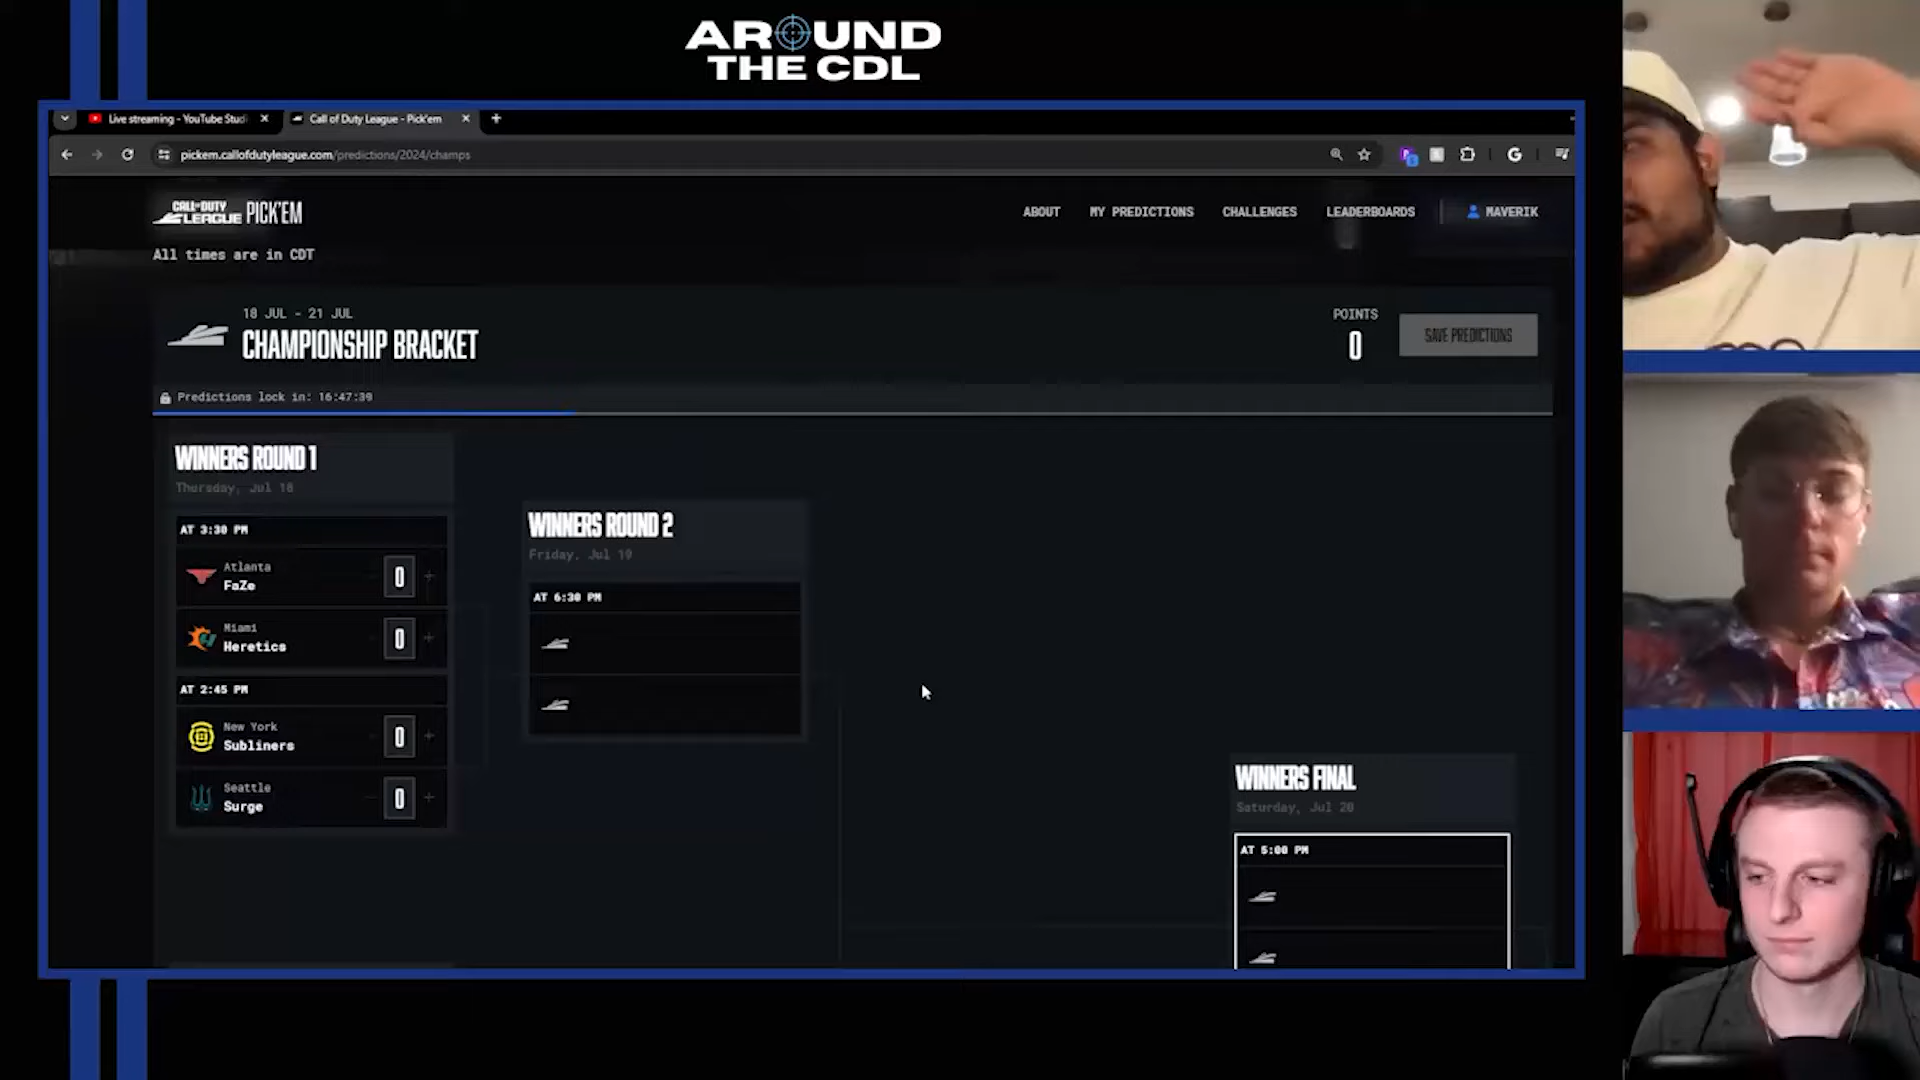 AROUND
THE CDL
Live streaming - YouTube Studi
Call of Duty League - Pick'em
pickem.callofdutyleague.com/predictions/2024/champs
CALL OF DUTY
LEAGUE PICK'EM
ABOUT
MY PREDICTIONS
CHALLENGES
LEADERBOARDS
MAVERIK
All times are in CDT
18 JUL - 21 JUL
CHAMPIONSHIP BRACKET
POINTS
0
SAVE PREDICTIONS
Predictions lock in: 16:47:39
WINNERS ROUND 1
Thursday, Jul 18
AT 3:30 PM
Atlanta
FaZe
0
Miami
Heretics
0
AT 2:45 PM
New York
Subliners
0
Seattle
Surge
0
WINNERS ROUND 2
Friday, Jul 19
AT 6:30 PM
WINNERS FINAL
Saturday, Jul 20
AT 5:00 PM